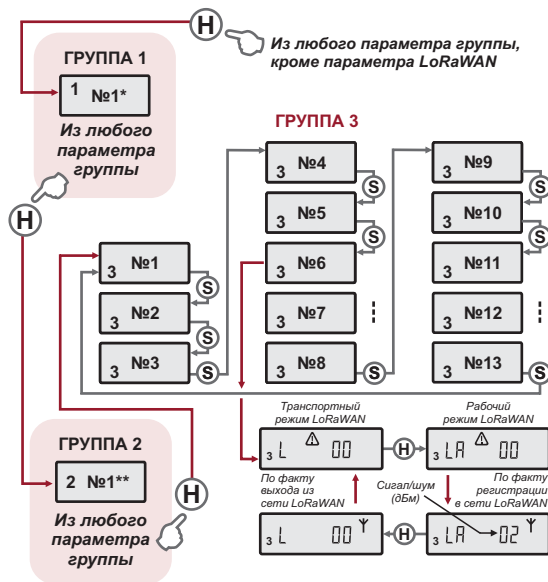 H
Из любого параметра группы,
кроме параметра LoRaWAN
ГРУППА 1
1 №1*
Из любого
параметра
группы
H
ГРУППА 3
3 №1
S
3 №2
S
3 №3
S
3 №4
S
3 №5
S
3 №6
3 №7
3 №8
S
3 №9
S
3 №10
S
3 №11
3 №12
3 №13
S
ГРУППА 2
2 №1**
Из любого
параметра
группы
H
Транспортный
режим LoRaWAN
3 L 00
H
Рабочий
режим LoRaWAN
3 LA 00
По факту
выхода из
сети LoRaWAN
Сигал/шум
(дБм)
По факту
регистрации
в сети LoRaWAN
3 L 00
H
3 LA 02